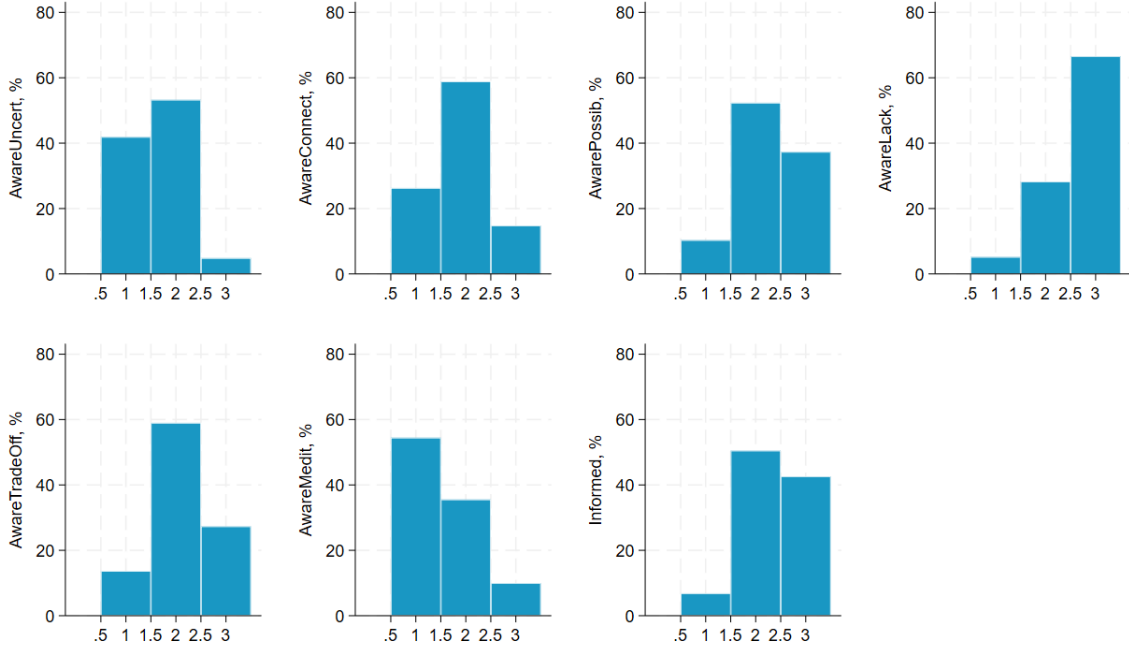 AwareUncert, %
80
60
40
20
0
.5 1 1.5 2 2.5 3
AwareConnect, %
80
60
40
20
0
.5 1 1.5 2 2.5 3
AwarePossib, %
80
60
40
20
0
.5 1 1.5 2 2.5 3
AwareLack, %
80
60
40
20
0
.5 1 1.5 2 2.5 3
AwareTradeOff, %
80
60
40
20
0
.5 1 1.5 2 2.5 3
AwareMedit, %
80
60
40
20
0
.5 1 1.5 2 2.5 3
Informed, %
80
60
40
20
0
.5 1 1.5 2 2.5 3